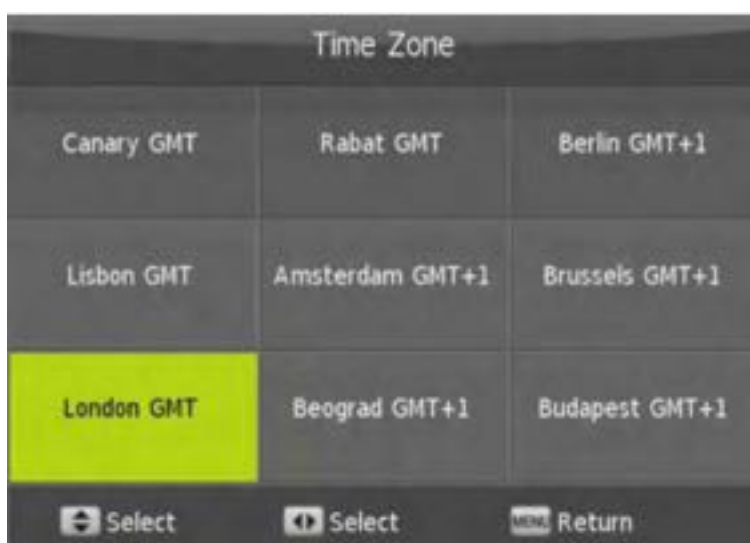 Time Zone
Canary GMT Rabat GMT Berlin GMT+1
Lisbon GMT Amsterdam GMT+1 Brussels GMT+1
London GMT Beograd GMT+1 Budapest GMT+1
Select Select MENU Return